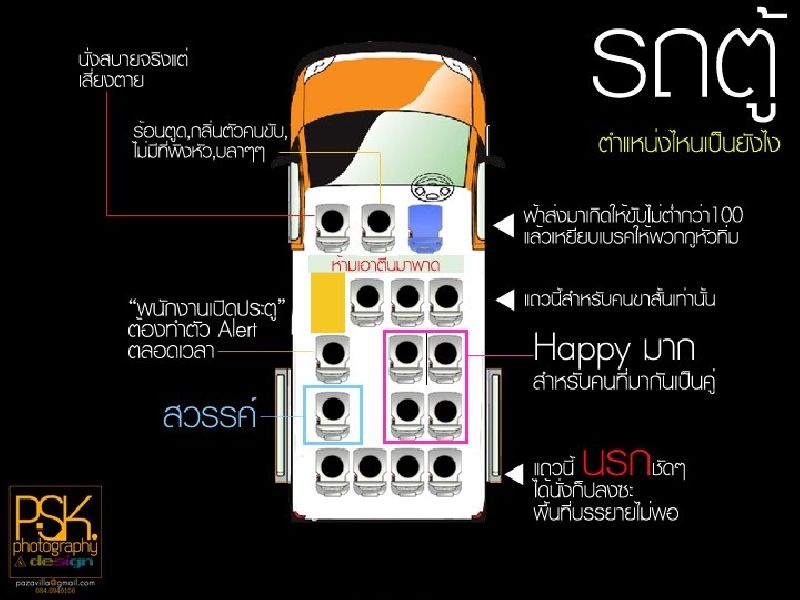 รถตู้
ตำแหน่งไหนเป็นยังไง
นั่งสบายจริงแต่
เสี่ยงตาย
ร้อนตูด,กลิ่นตัวคนขับ,
ไม่มีที่พิงหัว,บลาๆๆ
ฟ้าส่งมาเกิดให้ขับไม่ต่ำกว่า100
แล้วเหยียบเบรคให้พวกกูหัวทิ่ม
ห้ามเอาตีนมาพาด
แถวนี้สำหรับคนขาสั้นเท่านั้น
“พนักงานเปิดประตู”
ต้องทำตัว Alert
ตลอดเวลา
Happy มาก
สำหรับคนที่มากันเป็นคู่
สวรรค์
แถวนี้ นรกชัดๆ
ได้นั่งก็ปลงซะ
พื้นที่บรรยายไม่พอ
P.SK.
photography
design
pazavilla@gmail.com